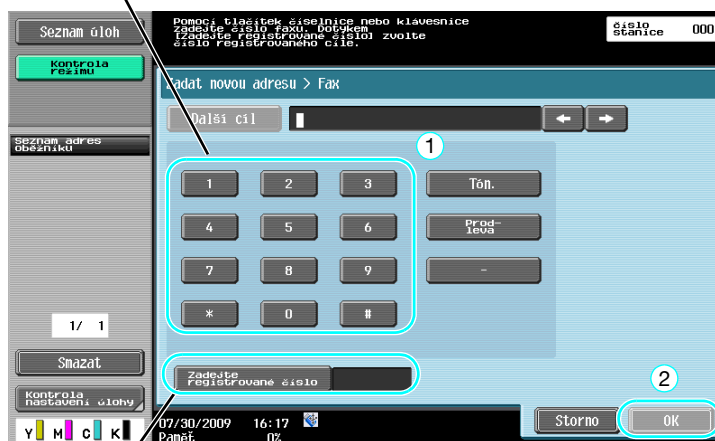 Seznam úloh
Kontrola
režimu
Pomocí tlačítek číselnice nebo klávesnice
zadejte číslo faxu. Dotykem
[Zadejte registrované číslo] zvolte
číslo registrovaného cíle.
číslo
stanice 000
Zadat novou adresu > Fax
Další cíl
Seznam adres
oběžníku
1
1 2 3 Tón.
4 5 6 Prod-
leva
7 8 9 -
* 0 #
1/ 1
Smazat
Zadejte
registrované číslo
2
Kontrola
nastavení úlohy
Storno OK
Y M C K
07/30/2009 16:17
Paměť 0%